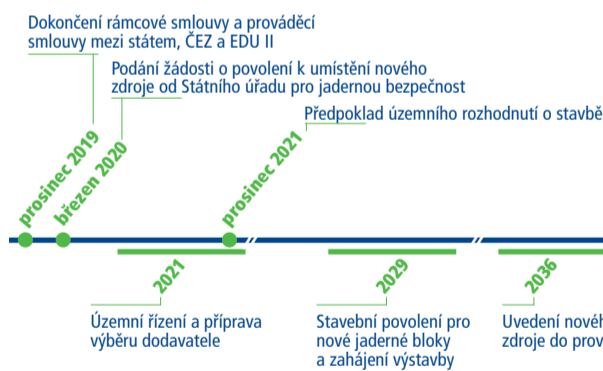 Dokončení rámcové smlouvy a prováděcí
smlouvy mezi státem, ČEZ a EDU II
Podání žádosti o povolení k umístění nového
zdroje od Státního úřadu pro jadernou bezpečnost
Předpoklad územního rozhodnutí o stavbě
prosinec 2019
březen 2020
prosinec 2021
2021
2029
2036
Územní řízení a příprava
výběru dodavatele
Stavební povolení pro
nové jaderné bloky
a zahájení výstavby
Uvedení
zdroje do